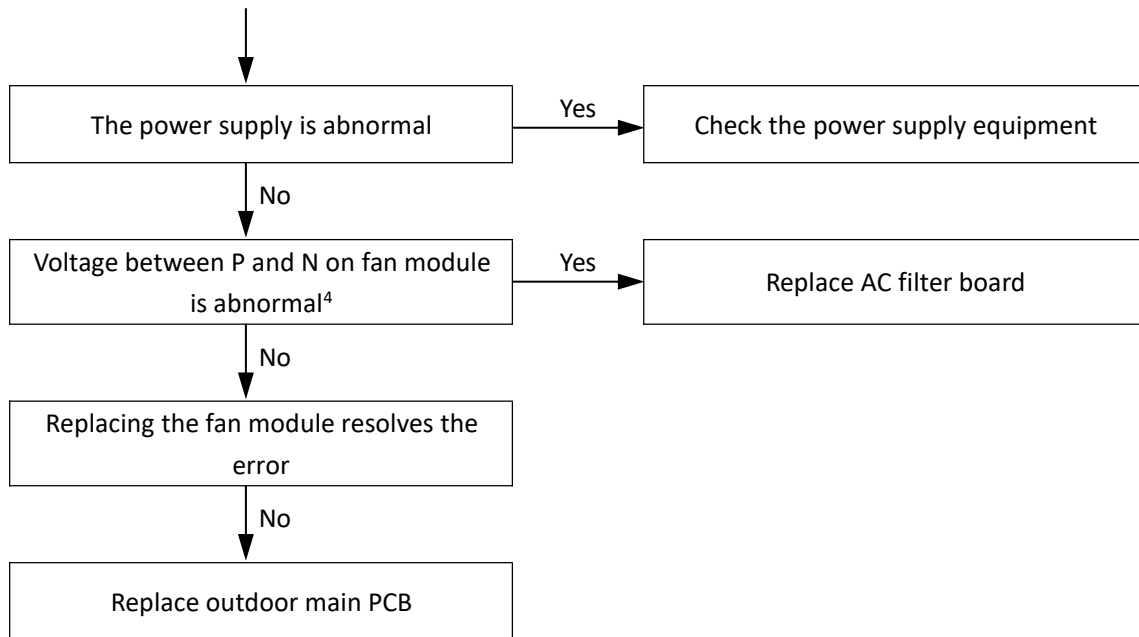 The power supply is abnormal
Yes
Check the power supply equipment
No
Voltage between P and N on fan module
is abnormal⁴
Yes
Replace AC filter board
No
Replacing the fan module resolves the
error
No
Replace outdoor main PCB